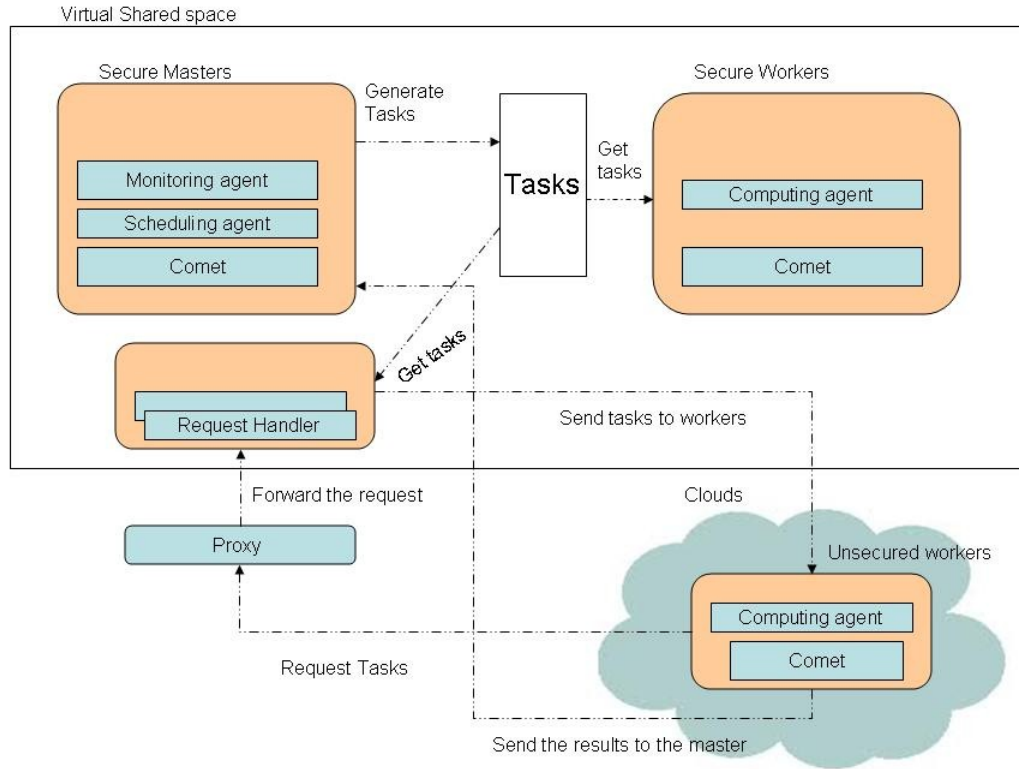 Virtual Shared space
Secure Masters
Secure Workers
Generate
Tasks
Monitoring agent
Scheduling agent
Comet
Tasks
Get
tasks
Computing agent
Comet
Get tasks
Request Handler
Send tasks to workers
Forward the request
Clouds
Proxy
Unsecured workers
Computing agent
Comet
Request Tasks
Send the results to the master